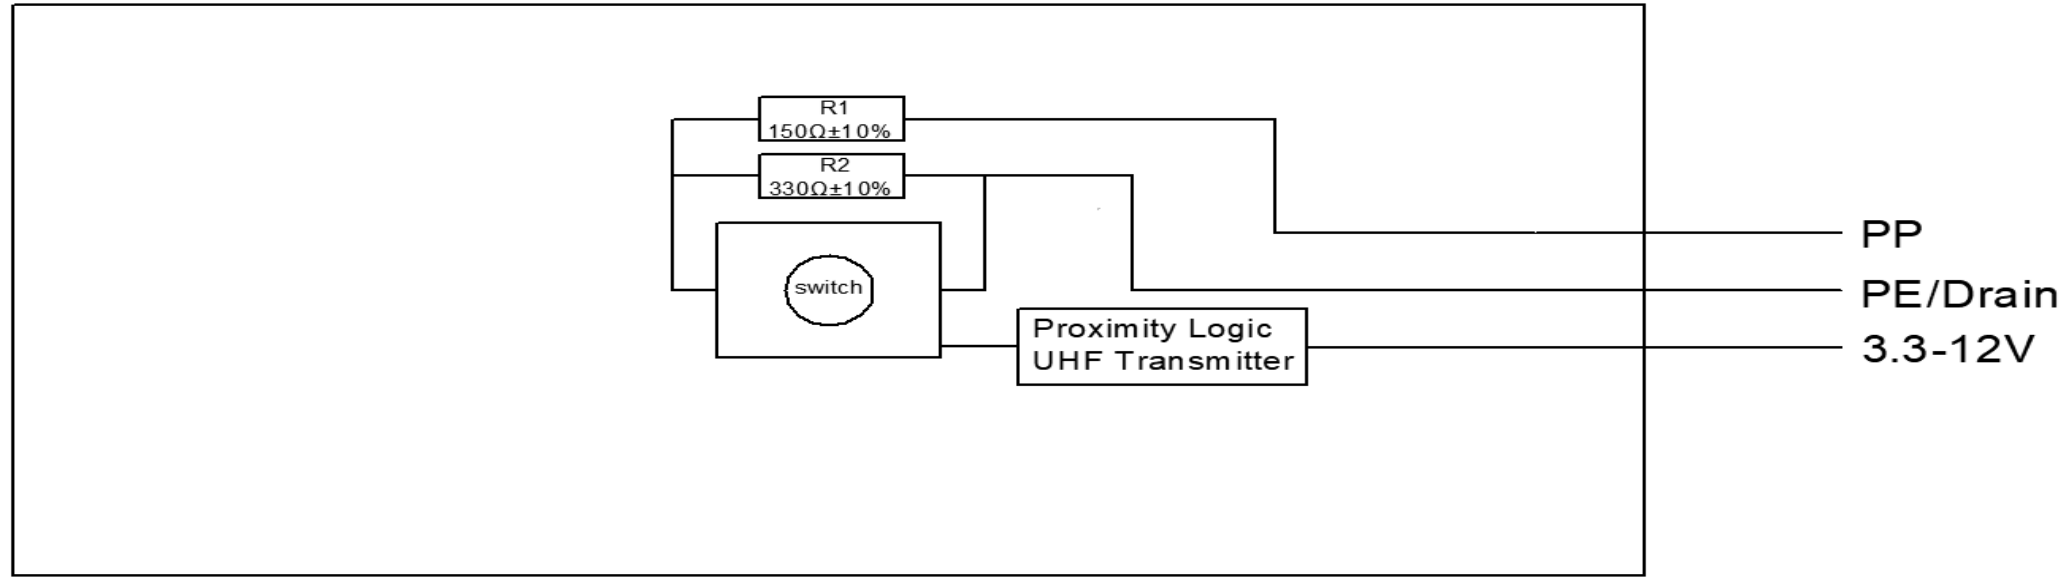 R1
150Ω±10%
R2
330Ω±10%
switch
PP
PE/Drain
Proximity Logic
UHF Transmitter
3.3-12V